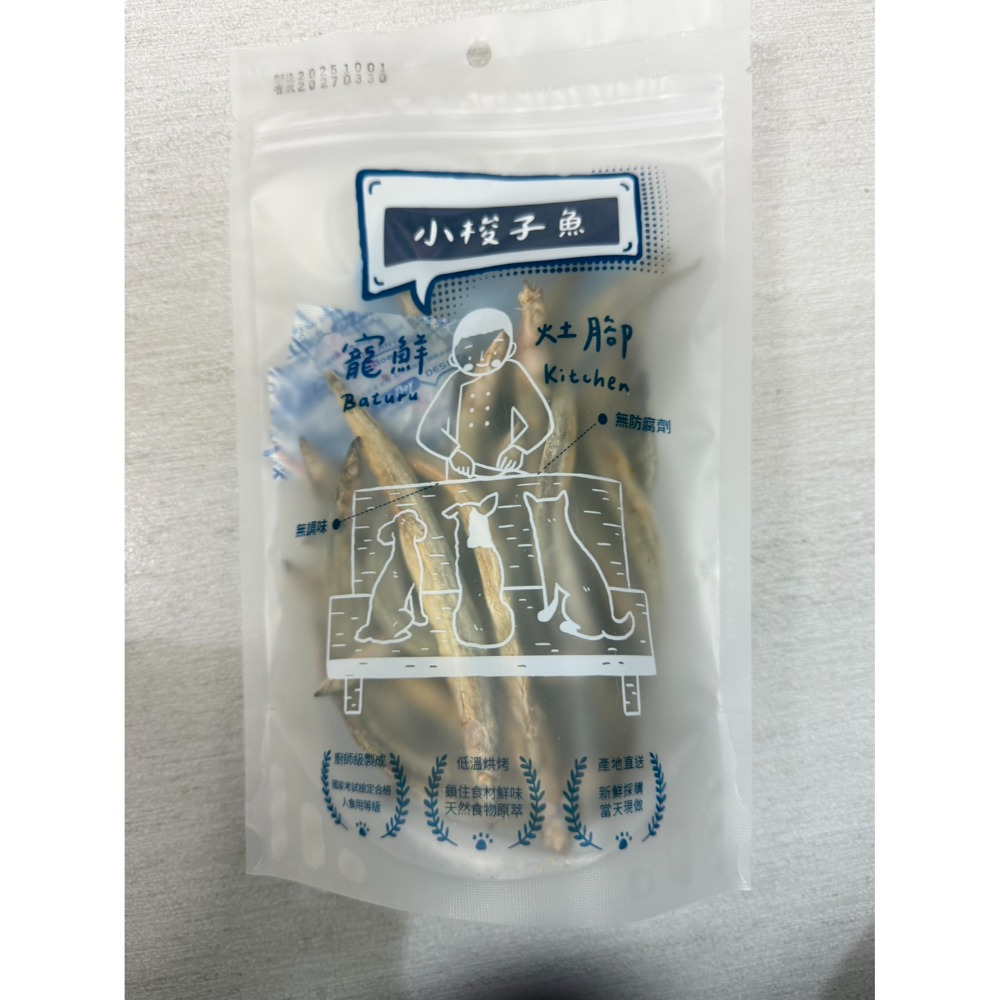 製造20251001
有效20270330
小梭子魚
寵鮮
Baturu
灶腳
Kitchen
無防腐劑
無調味
廚師級製成
國家考試檢定合格
人食用等級
低溫烘烤
鎖住食材鮮味
天然食物原萃
產地直送
新鮮採購
當天現做